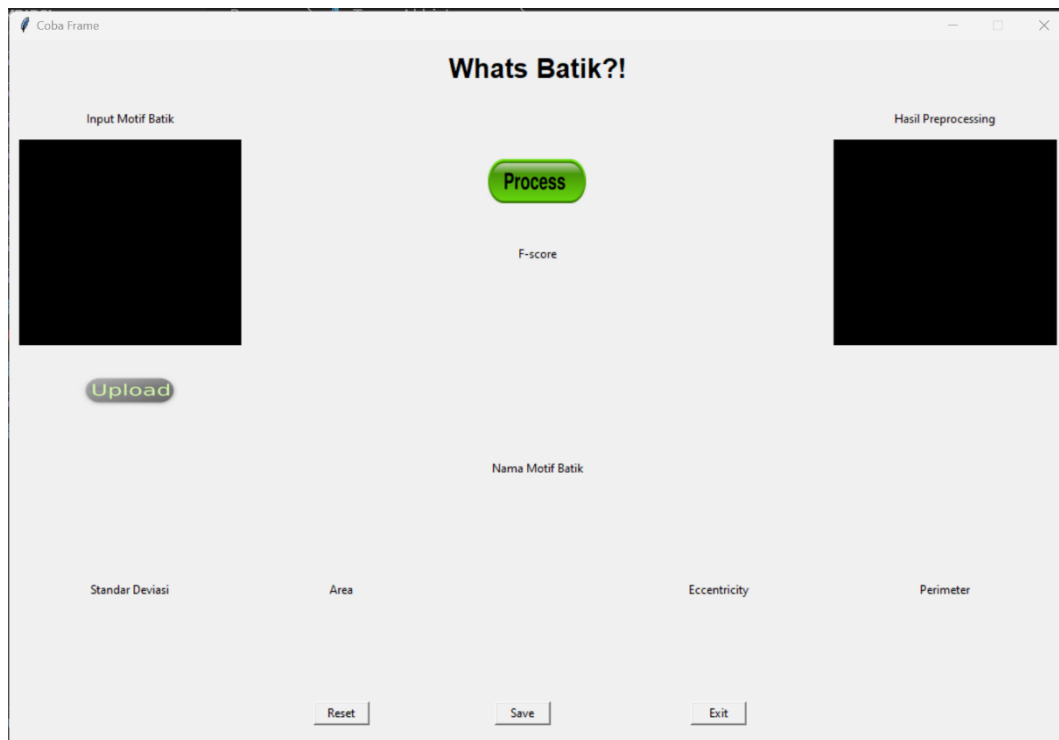 Coba Frame
Whats Batik?!
Input Motif Batik
Hasil Preprocessing
Process
F-score
Upload
Nama Motif Batik
Standar Deviasi
Area
Eccentricity
Perimeter
Reset
Save
Exit